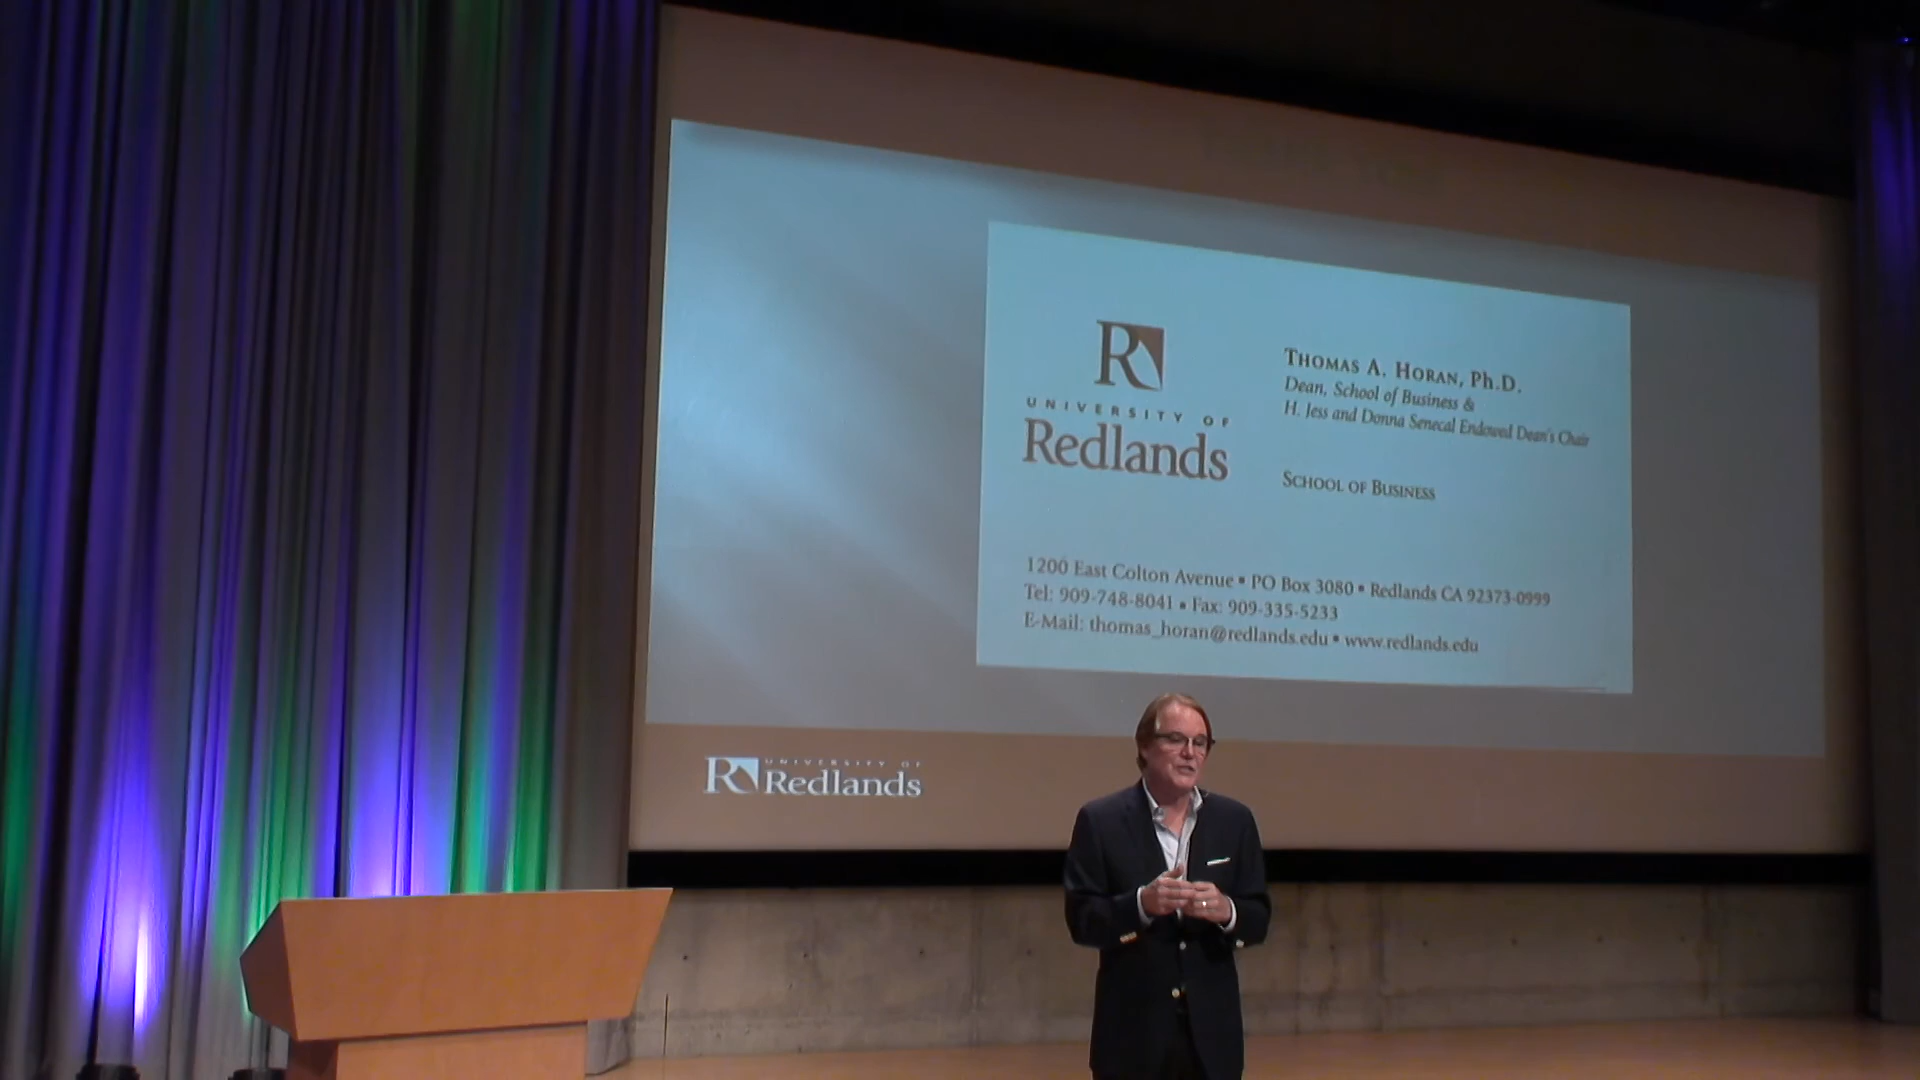 R
UNIVERSITY OF
Redlands
THOMAS A. HORAN, Ph.D.
Dean, School of Business &
H. Jess and Donna Senecal Endowed Dean's Chair
SCHOOL OF BUSINESS
1200 East Colton Avenue ▪ PO Box 3080 ▪ Redlands CA 92373-0999
Tel: 909-748-8041 ▪ Fax: 909-335-5233
E-Mail: thomas_horan@redlands.edu ▪ www.redlands.edu
R
UNIVERSITY OF
Redlands